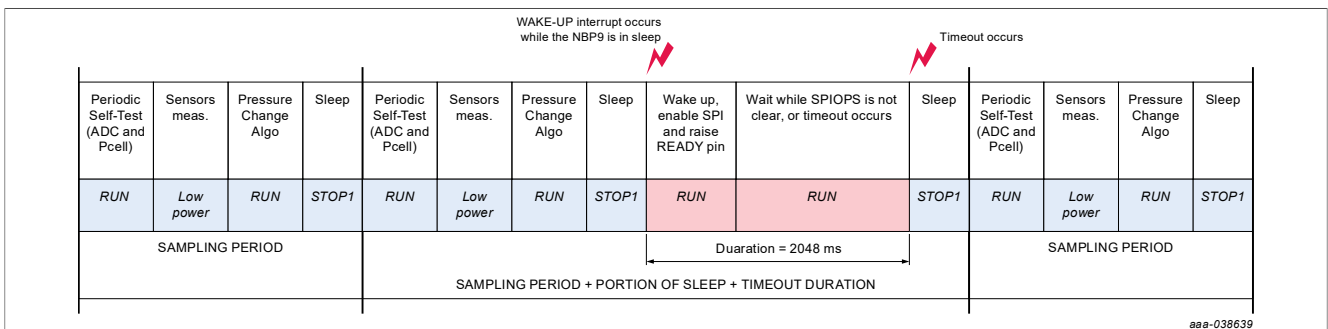 WAKE-UP interrupt occurs
while the NBP9 is in sleep
Timeout occurs
Periodic
Self-Test
(ADC and
Pcell)
Sensors
meas.
Pressure
Change
Algo
Sleep
Periodic
Self-Test
(ADC and
Pcell)
Sensors
meas.
Pressure
Change
Algo
Sleep
Wake up,
enable SPI
and raise
READY pin
Wait while SPIOPS is not
clear, or timeout occurs
Sleep
Periodic
Self-Test
(ADC and
Pcell)
Sensors
meas.
Pressure
Change
Algo
Sleep
RUN
Low
power
RUN
STOP1
RUN
Low
power
RUN
STOP1
RUN
RUN
STOP1
RUN
Low
power
RUN
STOP1
SAMPLING PERIOD
Duaration = 2048 ms
SAMPLING PERIOD
SAMPLING PERIOD + PORTION OF SLEEP + TIMEOUT DURATION
aaa-038639